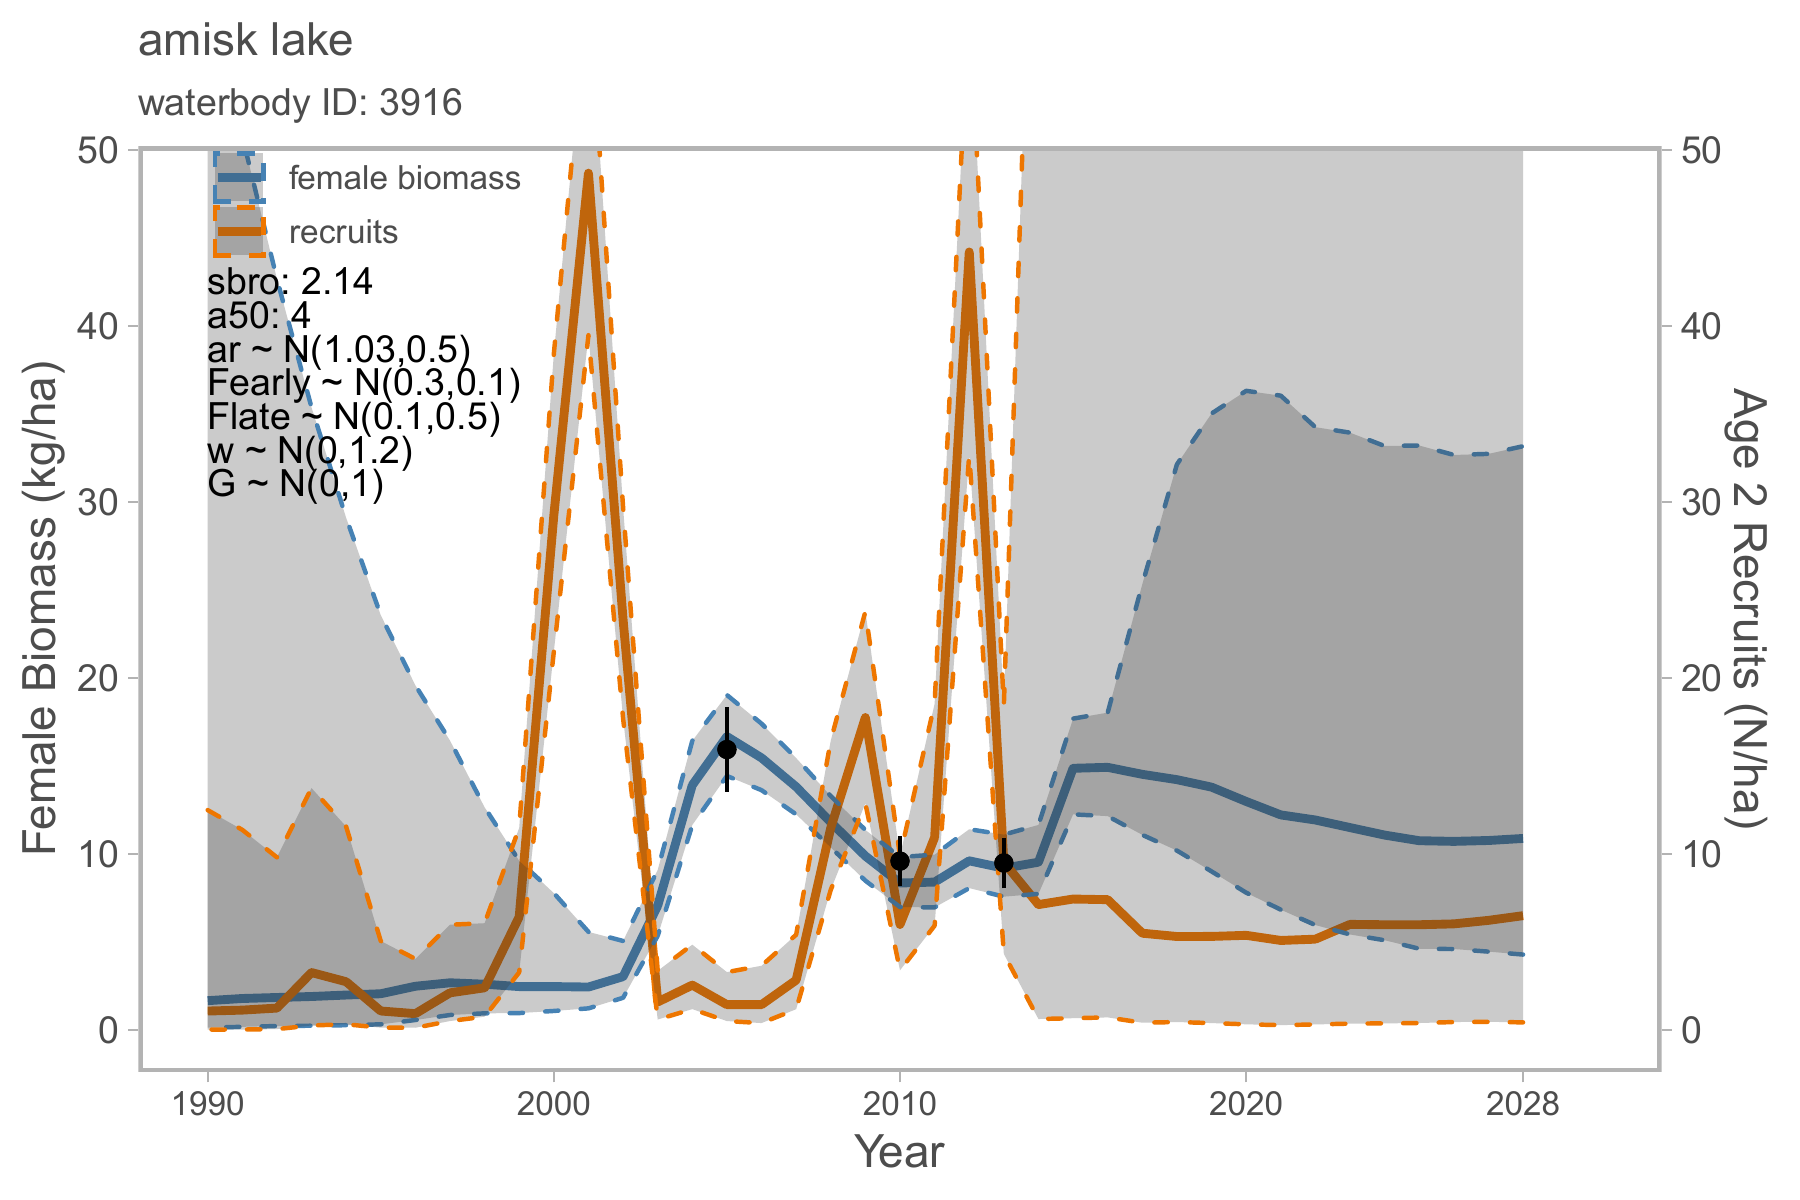 amisk lake
waterbody ID: 3916
50
40
30
20
10
0
Female Biomass (kg/ha)
female biomass
recruits
sbro: 2.14
a50: 4
ar ~ N(1.03,0.5)
Fearly ~ N(0.3,0.1)
Flate ~ N(0.1,0.5)
w ~ N(0,1.2)
G ~ N(0,1)
50
40
30
20
10
0
Age 2 Recruits (N/ha)
1990 2000 2010 2020 2028
Year